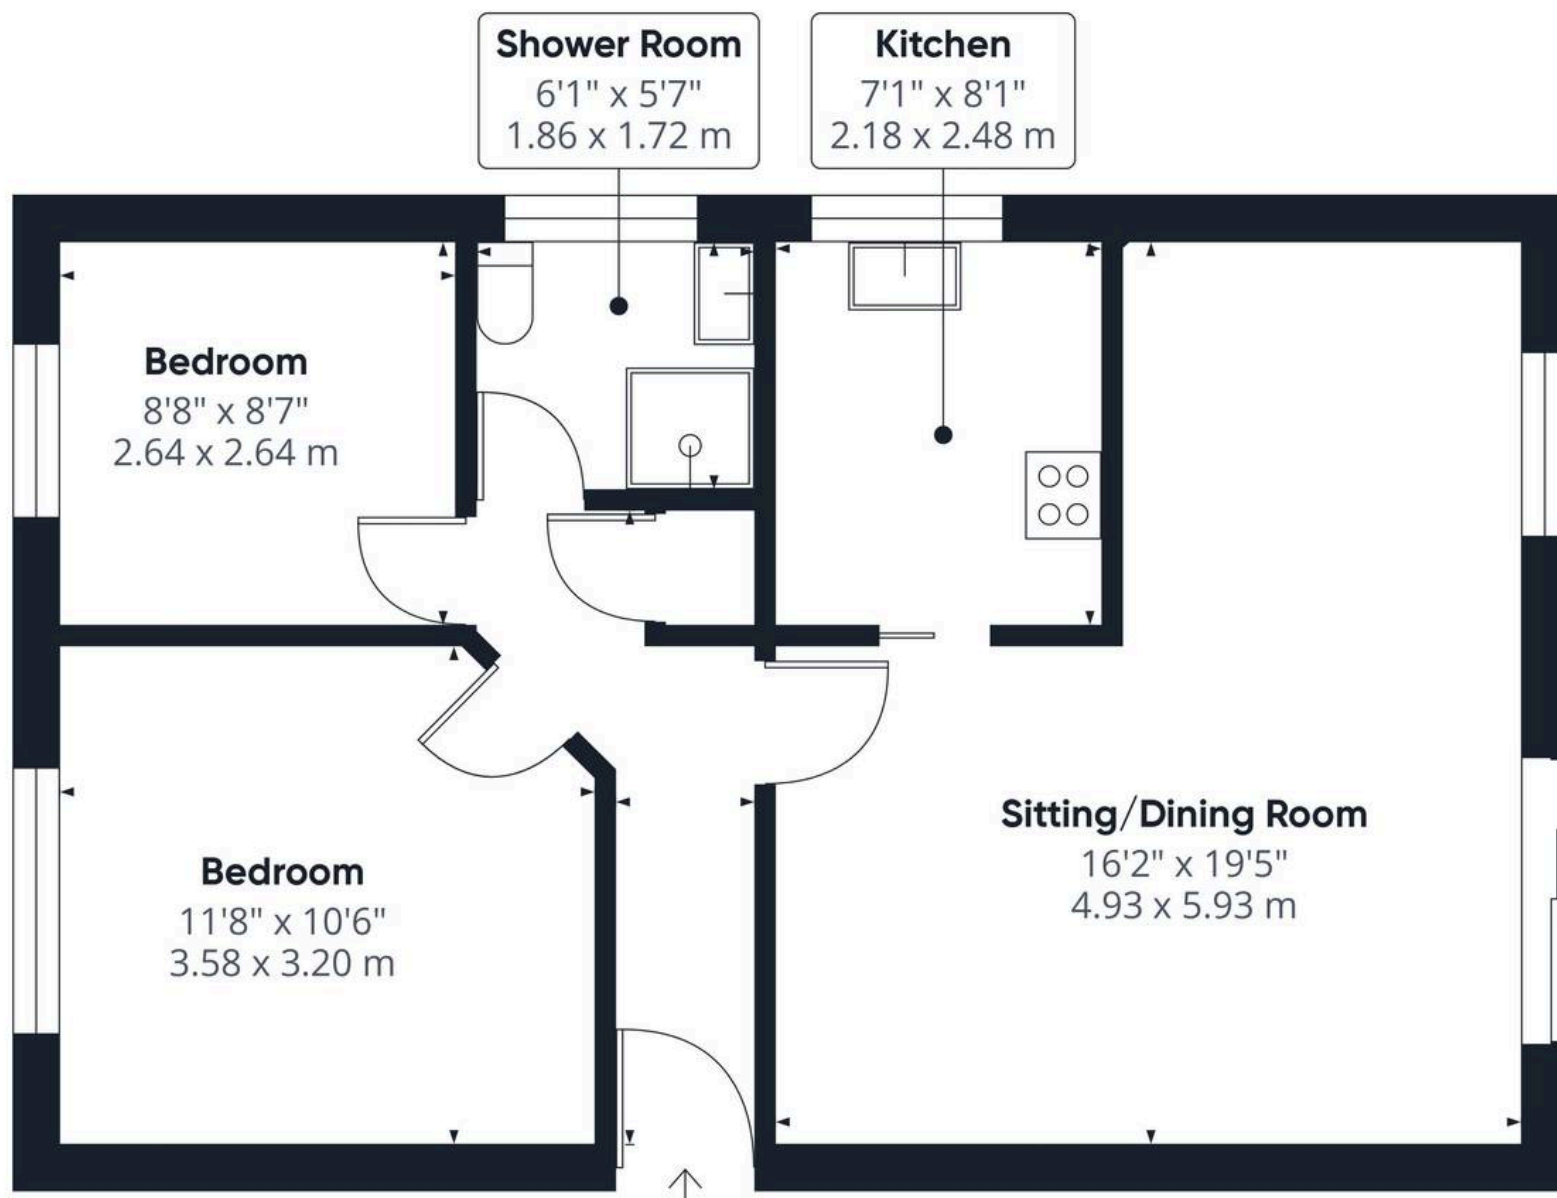 Shower Room
6'1" x 5'7"
1.86 x 1.72 m
Kitchen
7'1" x 8'1"
2.18 x 2.48 m
Bedroom
8'8" x 8'7"
2.64 x 2.64 m
Sitting/Dining Room
16'2" x 19'5"
4.93 x 5.93 m
Bedroom
11'8" x 10'6"
3.58 x 3.20 m